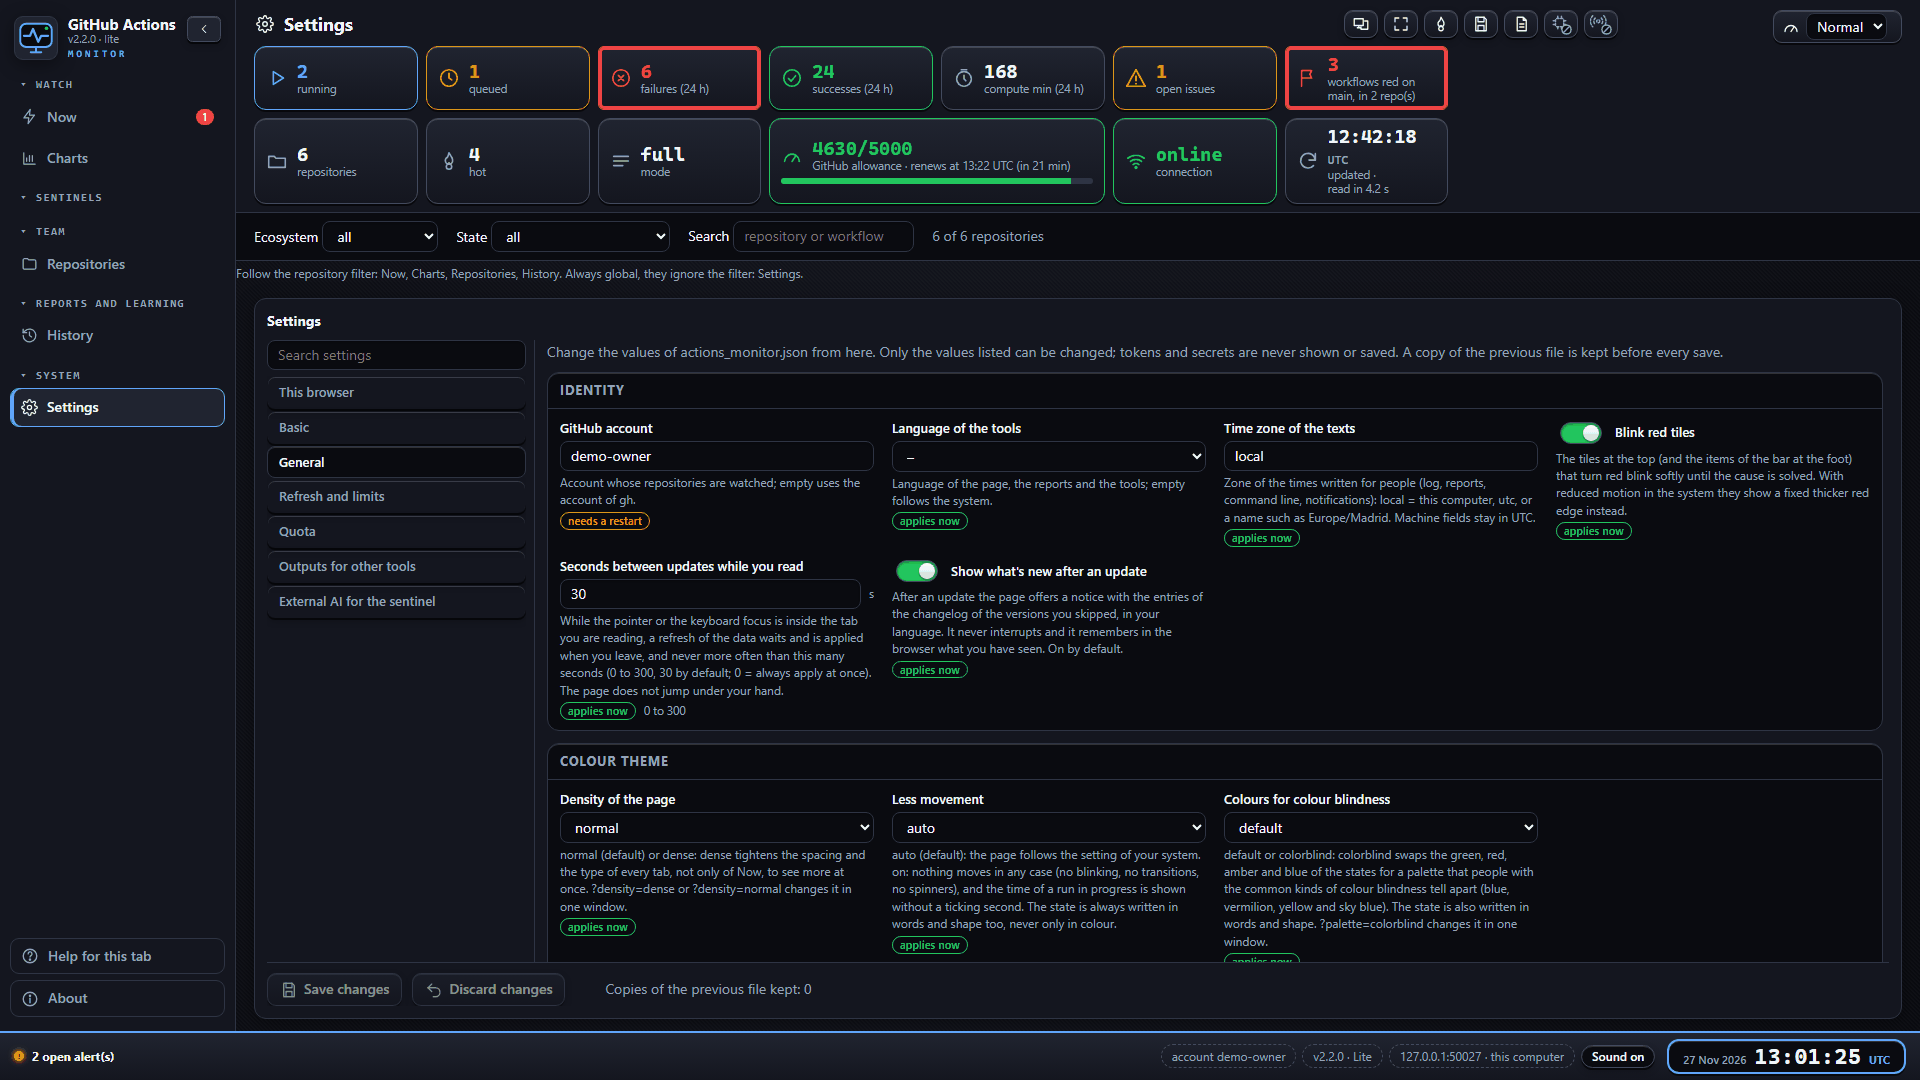 GitHub Actions
v2.2.0 · lite
MONITOR
WATCH
Now
1
Charts
SENTINELS
TEAM
Repositories
REPORTS AND LEARNING
History
SYSTEM
Settings
Help for this tab
About
Settings
Normal
2
running
1
queued
6
failures (24 h)
24
successes (24 h)
168
compute min (24 h)
1
open issues
3
workflows red on
main, in 2 repo(s)
6
repositories
4
hot
full
mode
4630/5000
GitHub allowance · renews at 13:22 UTC (in 21 min)
online
connection
12:42:18
UTC
updated ·
read in 4.2 s
Ecosystem all State all Search repository or workflow 6 of 6 repositories
Follow the repository filter: Now, Charts, Repositories, History. Always global, they ignore the filter: Settings.
Settings
Search settings
This browser
Basic
General
Refresh and limits
Quota
Outputs for other tools
External AI for the sentinel
Change the values of actions_monitor.json from here. Only the values listed can be changed; tokens and secrets are never shown or saved. A copy of the previous file is kept before every save.
IDENTITY
GitHub account
demo-owner
Account whose repositories are watched; empty uses the
account of gh.
needs a restart
Language of the tools
–
Language of the page, the reports and the tools; empty
follows the system.
applies now
Time zone of the texts
local
Zone of the times written for people (log, reports,
command line, notifications): local = this computer, utc, or
a name such as Europe/Madrid. Machine fields stay in UTC.
applies now
Blink red tiles
The tiles at the top (and the items of the bar at the foot)
that turn red blink softly until the cause is solved. With
reduced motion in the system they show a fixed thicker red
edge instead.
applies now
Seconds between updates while you read
30 s
While the pointer or the keyboard focus is inside the tab
you are reading, a refresh of the data waits and is applied
when you leave, and never more often than this many
seconds (0 to 300, 30 by default; 0 = always apply at once).
The page does not jump under your hand.
applies now 0 to 300
Show what's new after an update
After an update the page offers a notice with the entries of
the changelog of the versions you skipped, in your
language. It never interrupts and it remembers in the
browser what you have seen. On by default.
applies now
COLOUR THEME
Density of the page
normal
normal (default) or dense: dense tightens the spacing and
the type of every tab, not only of Now, to see more at
once. ?density=dense or ?density=normal changes it in
one window.
applies now
Less movement
auto
auto (default): the page follows the setting of your system.
on: nothing moves in any case (no blinking, no transitions,
no spinners), and the time of a run in progress is shown
without a ticking second. The state is always written in
words and shape too, never only in colour.
applies now
Colours for colour blindness
default
default or colorblind: colorblind swaps the green, red,
amber and blue of the states for a palette that people with
the common kinds of colour blindness tell apart (blue,
vermilion, yellow and sky blue). The state is also written in
words and shape. ?palette=colorblind changes it in one
window.
applies now
Save changes
Discard changes
Copies of the previous file kept: 0
2 open alert(s)
account demo-owner
v2.2.0 · Lite
127.0.0.1:50027 · this computer
Sound on
27 Nov 2026 13:01:25 UTC